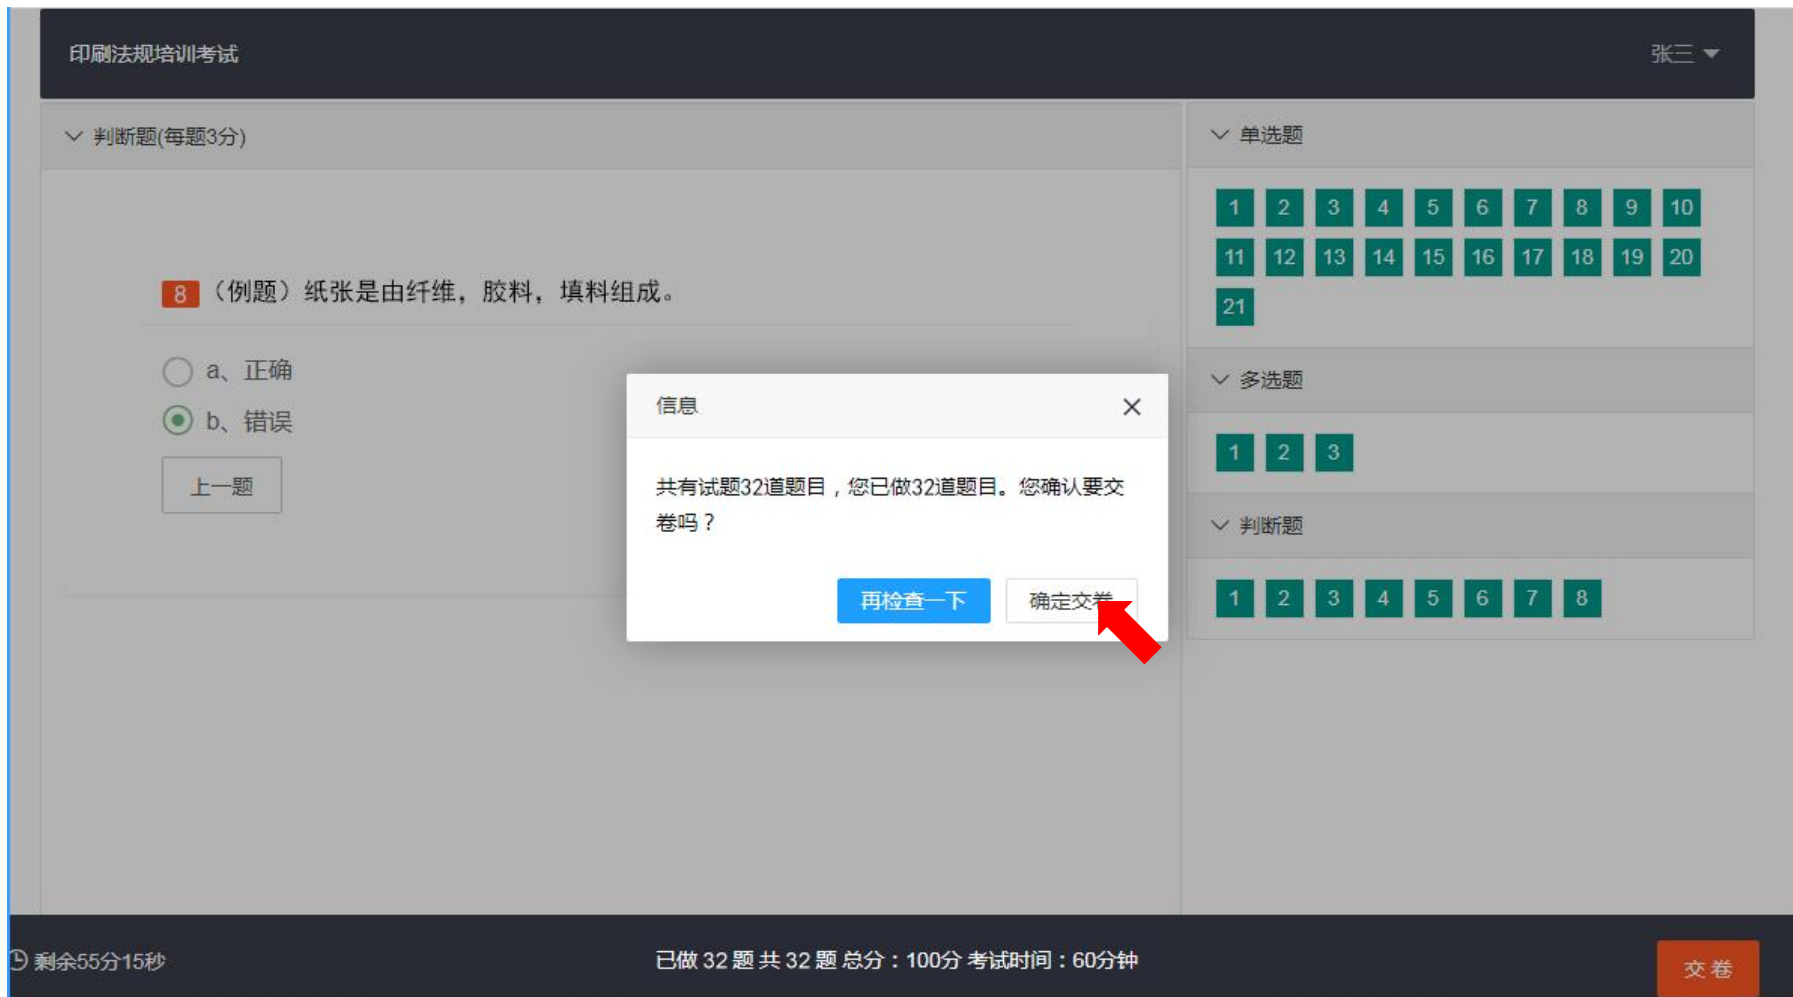 印刷法规培训考试
张三
判断题(每题3分)
8 （例题）纸张是由纤维，胶料，填料组成。
a、正确
b、错误
上一题
信息
共有试题32道题目，您已做32道题目。您确认要交
卷吗？
再检查一下
确定交卷
单选题
1 2 3 4 5 6 7 8 9 10
11 12 13 14 15 16 17 18 19 20
21
多选题
1 2 3
判断题
1 2 3 4 5 6 7 8
剩余55分15秒
已做 32 题 共 32 题 总分：100分 考试时间：60分钟
交 卷